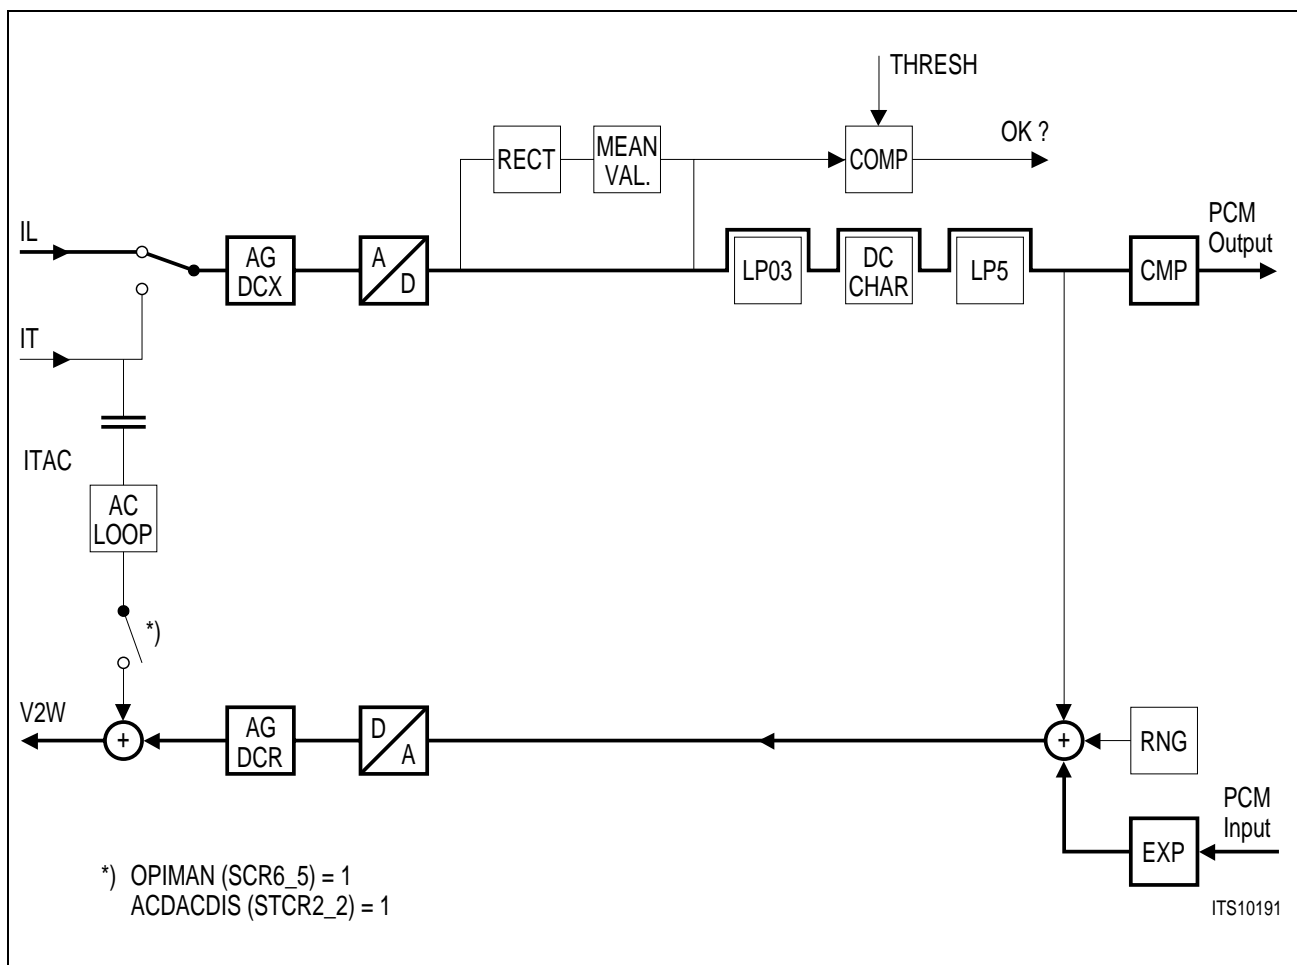 THRESH
OK ?
RECT
MEAN
VAL.
COMP
PCM
Output
IL
AG
DCX
A
D
LP03
DC
CHAR
LP5
CMP
IT
ITAC
AC
LOOP
*)
V2W
+
AG
DCR
D
A
+
RNG
PCM
Input
EXP
*) OPIMAN (SCR6_5) = 1
ACDACDIS (STCR2_2) = 1
ITS10191